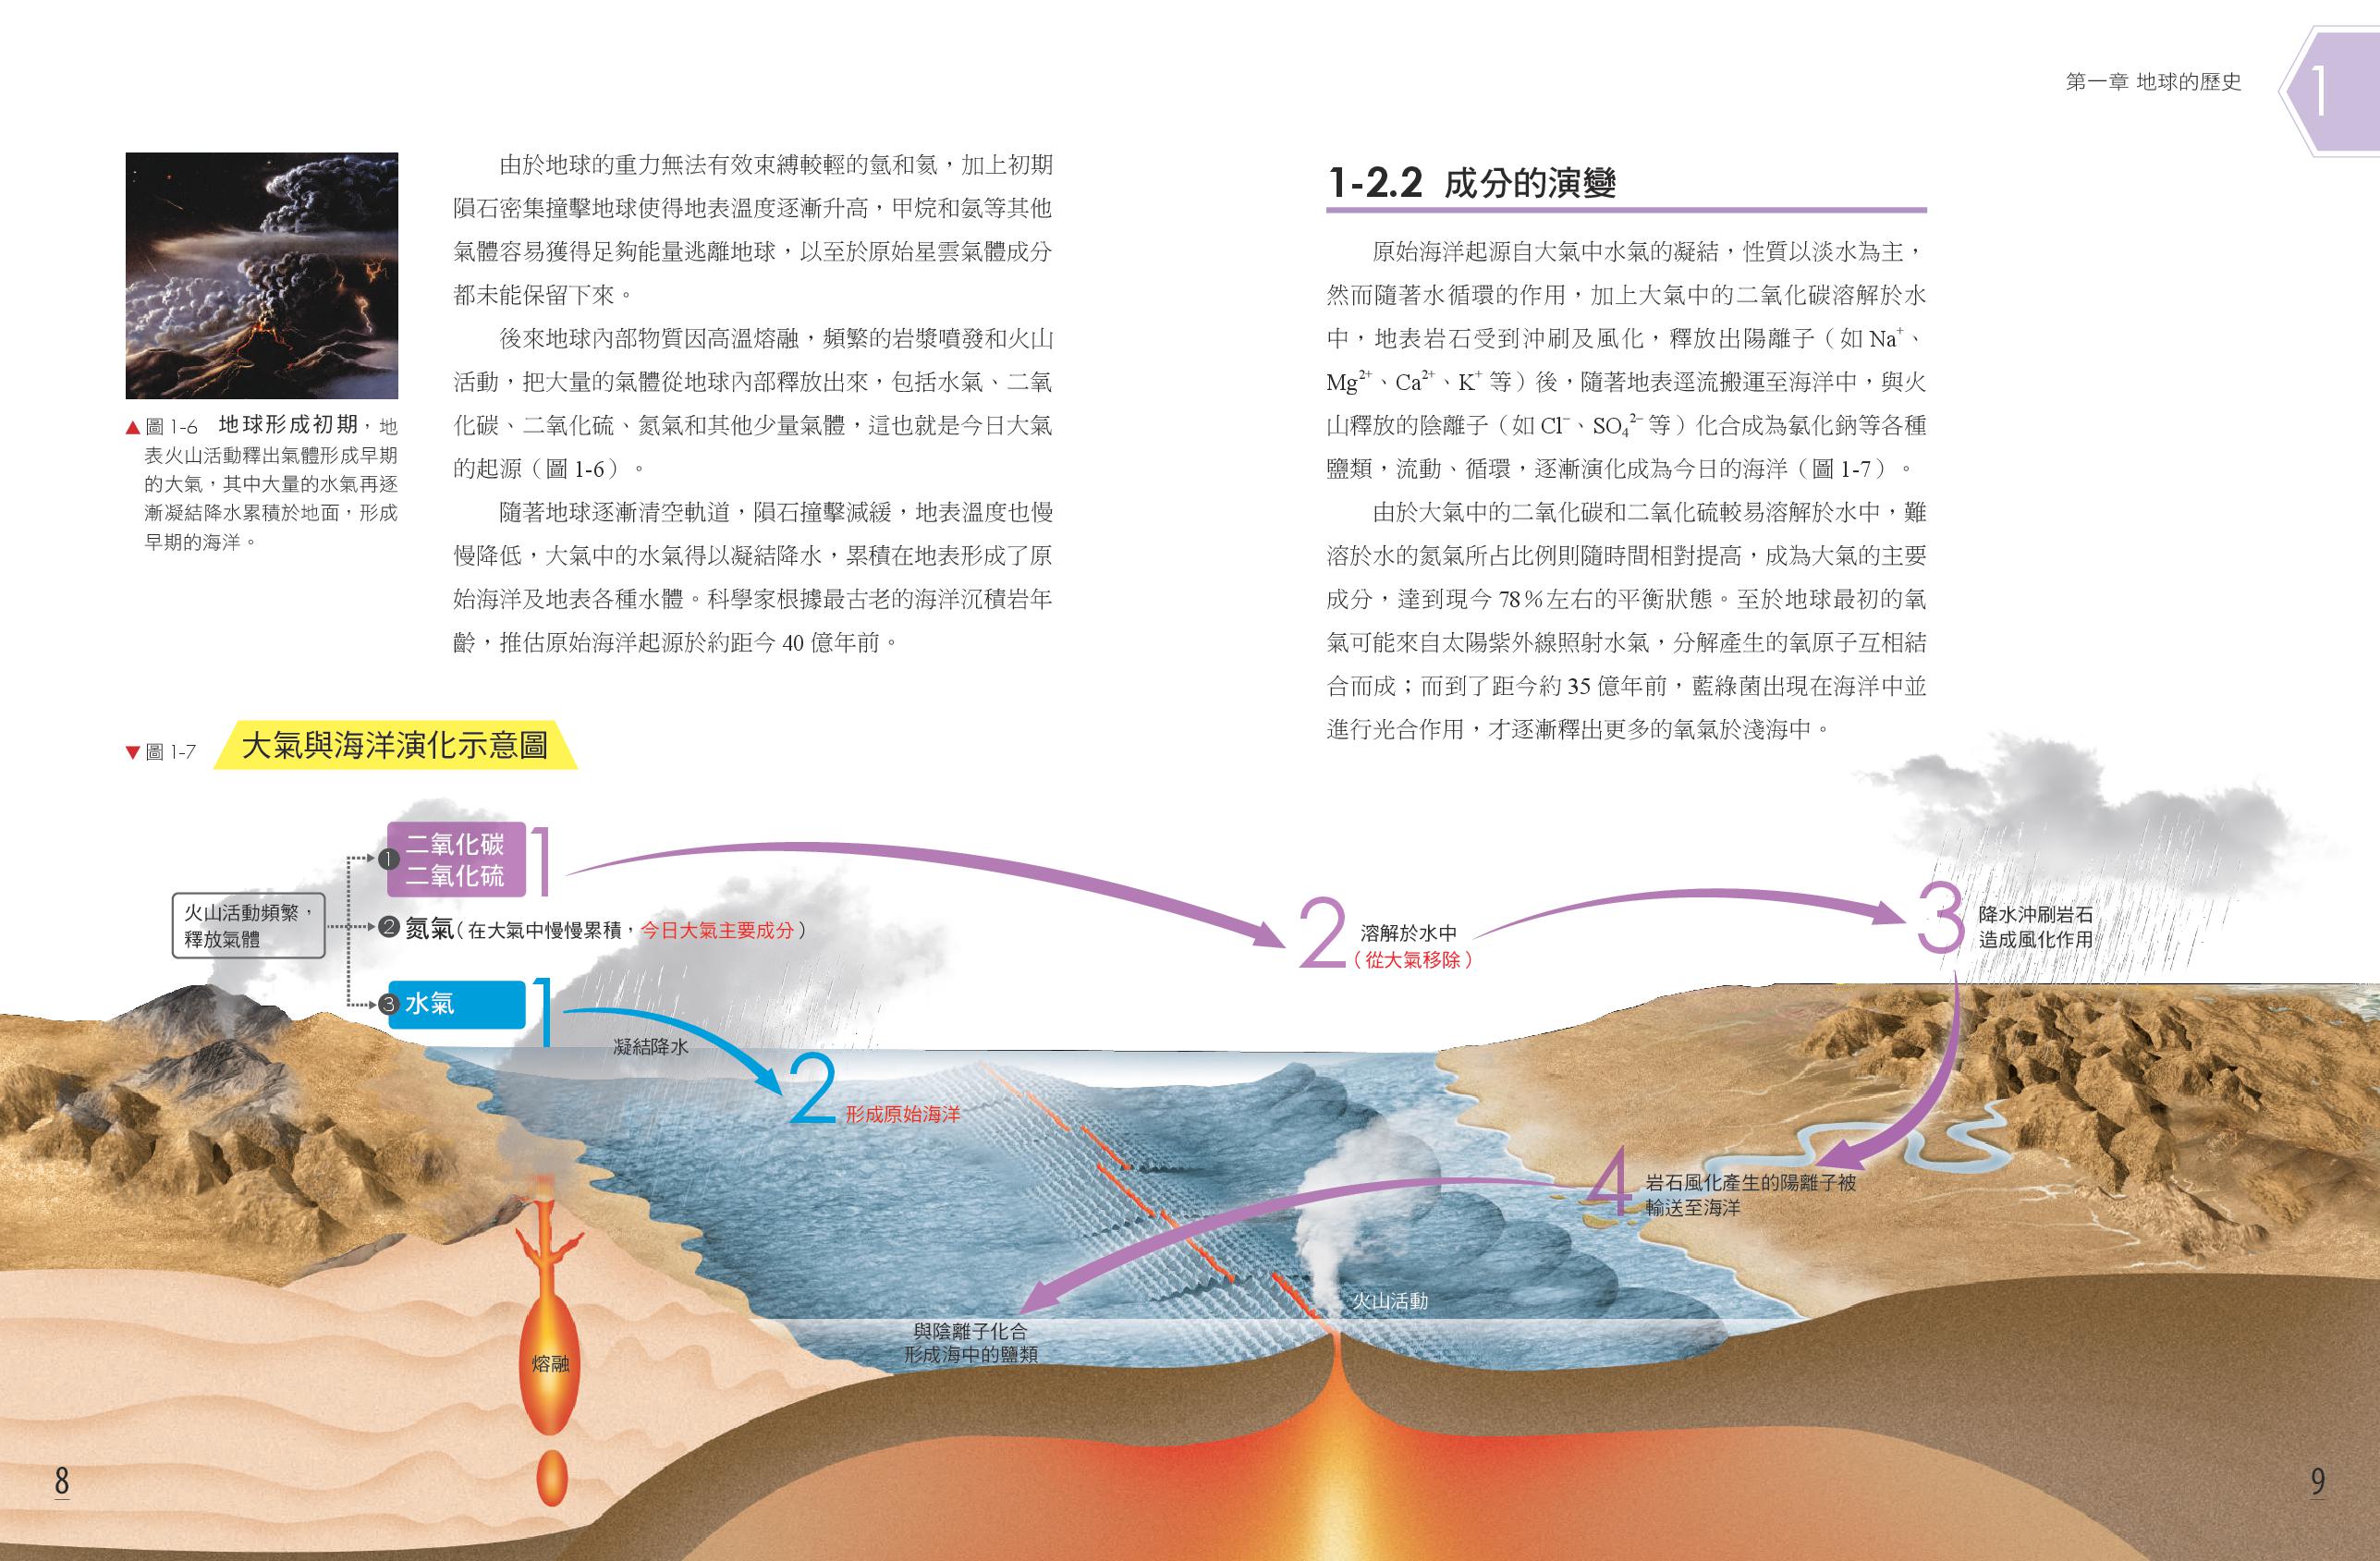 第一章 地球的歷史
1
由於地球的重力無法有效束縛較輕的氫和氦，加上初期
隕石密集撞擊地球使得地表溫度逐漸升高，甲烷和氨等其他
氣體容易獲得足夠能量逃離地球，以至於原始星雲氣體成分
都未能保留下來。
後來地球內部物質因高溫熔融，頻繁的岩漿噴發和火山
活動，把大量的氣體從地球內部釋放出來，包括水氣、二氧
化碳、二氧化硫、氮氣和其他少量氣體，這也就是今日大氣
的起源（圖 1-6）。
隨著地球逐漸清空軌道，隕石撞擊減緩，地表溫度也慢
慢降低，大氣中的水氣得以凝結降水，累積在地表形成了原
始海洋及地表各種水體。科學家根據最古老的海洋沉積岩年
齡，推估原始海洋起源於約距今 40 億年前。
▲圖 1-6 地球形成初期，地
表火山活動釋出氣體形成早期
的大氣，其中大量的水氣再逐
漸凝結降水累積於地面，形成
早期的海洋。
1-2.2 成分的演變
原始海洋起源自大氣中水氣的凝結，性質以淡水為主，
然而隨著水循環的作用，加上大氣中的二氧化碳溶解於水
中，地表岩石受到沖刷及風化，釋放出陽離子（如 Na⁺、
Mg²⁺、Ca²⁺、K⁺ 等）後，隨著地表逕流搬運至海洋中，與火
山釋放的陰離子（如 Cl⁻、SO₄²⁻ 等）化合成為氯化鈉等各種
鹽類，流動、循環，逐漸演化成為今日的海洋（圖 1-7）。
由於大氣中的二氧化碳和二氧化硫較易溶解於水中，難
溶於水的氮氣所占比例則隨時間相對提高，成為大氣的主要
成分，達到現今 78％左右的平衡狀態。至於地球最初的氧
氣可能來自太陽紫外線照射水氣，分解產生的氧原子互相結
合而成；而到了距今約 35 億年前，藍綠菌出現在海洋中並
進行光合作用，才逐漸釋出更多的氧氣於淺海中。
▼圖 1-7 大氣與海洋演化示意圖
火山活動頻繁，
釋放氣體
❶ 二氧化碳
二氧化硫
1
❷ 氮氣（在大氣中慢慢累積，今日大氣主要成分）
❸ 水氣
1
凝結降水
2 形成原始海洋
2 溶解於水中
（從大氣移除）
3 降水沖刷岩石
造成風化作用
4 岩石風化產生的陽離子被
輸送至海洋
火山活動
與陰離子化合
形成海中的鹽類
熔融
8
9